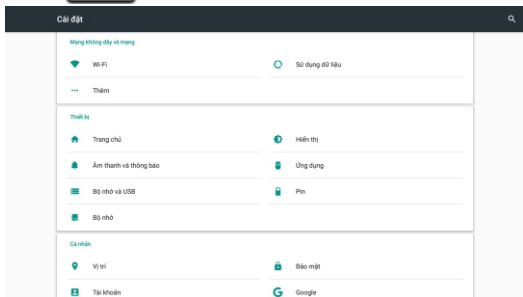 Cài đặt
Mạng không dây và mạng
Wi-Fi
Sử dụng dữ liệu
Thêm
Thiết bị
Trang chủ
Hiển thị
Âm thanh và thông báo
Ứng dụng
Bộ nhớ và USB
Pin
Bộ nhớ
Cá nhân
Vị trí
Bảo mật
Tài khoản
Google